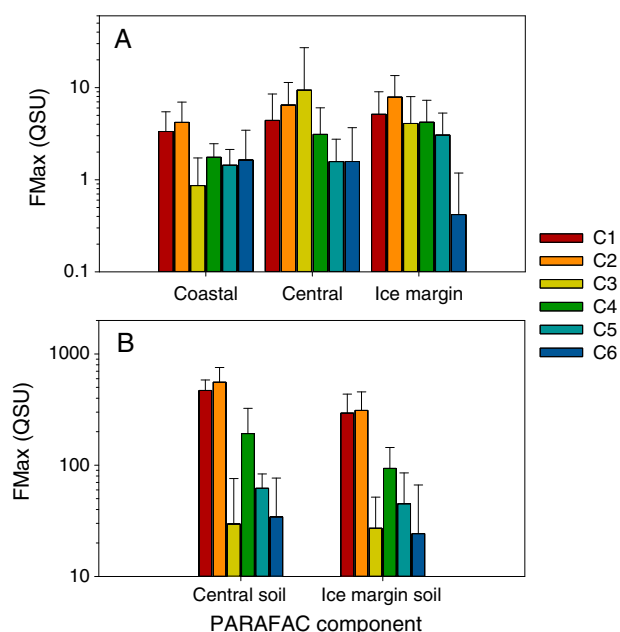 A
FMax (QSU)
10
1
0.1
Coastal
Central
Ice margin
C1
C2
C3
C4
C5
C6
B
FMax (QSU)
1000
100
10
Central soil
Ice margin soil
PARAFAC component